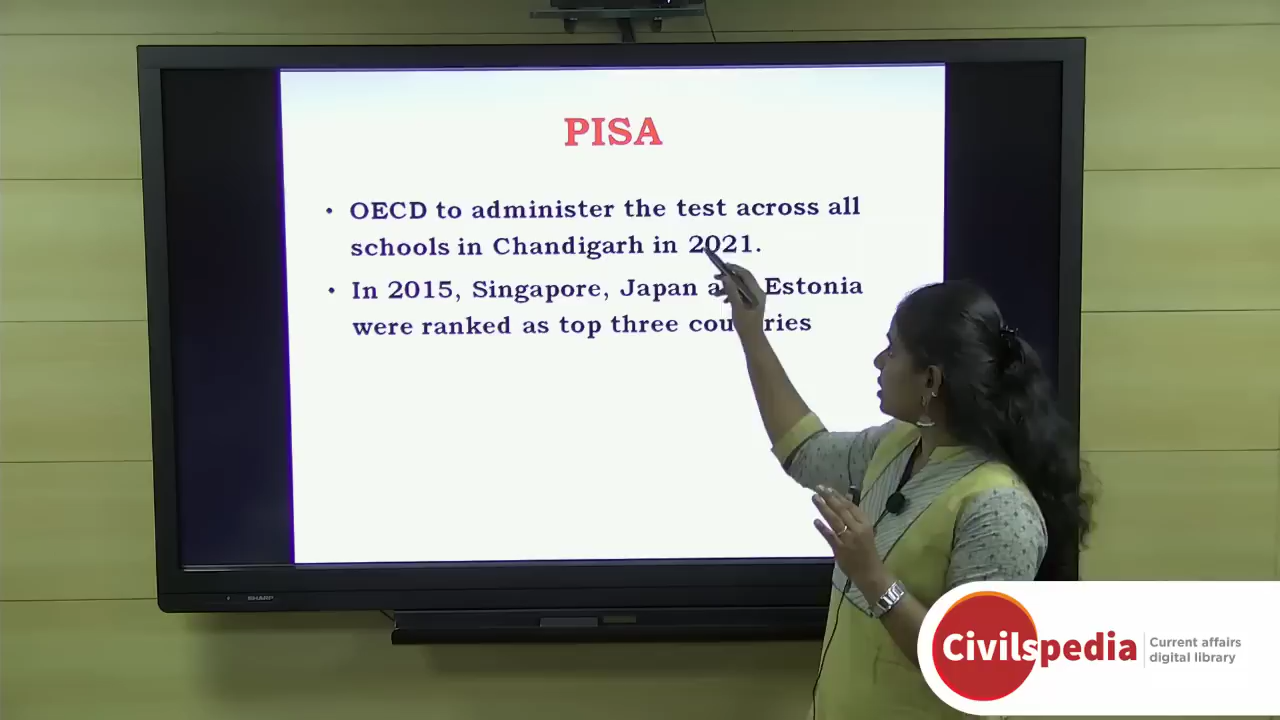 PISA
• OECD to administer the test across all
schools in Chandigarh in 2021.
• In 2015, Singapore, Japan Estonia
were ranked as top three
SHARP
Civilspedia
Current affairs
digital library